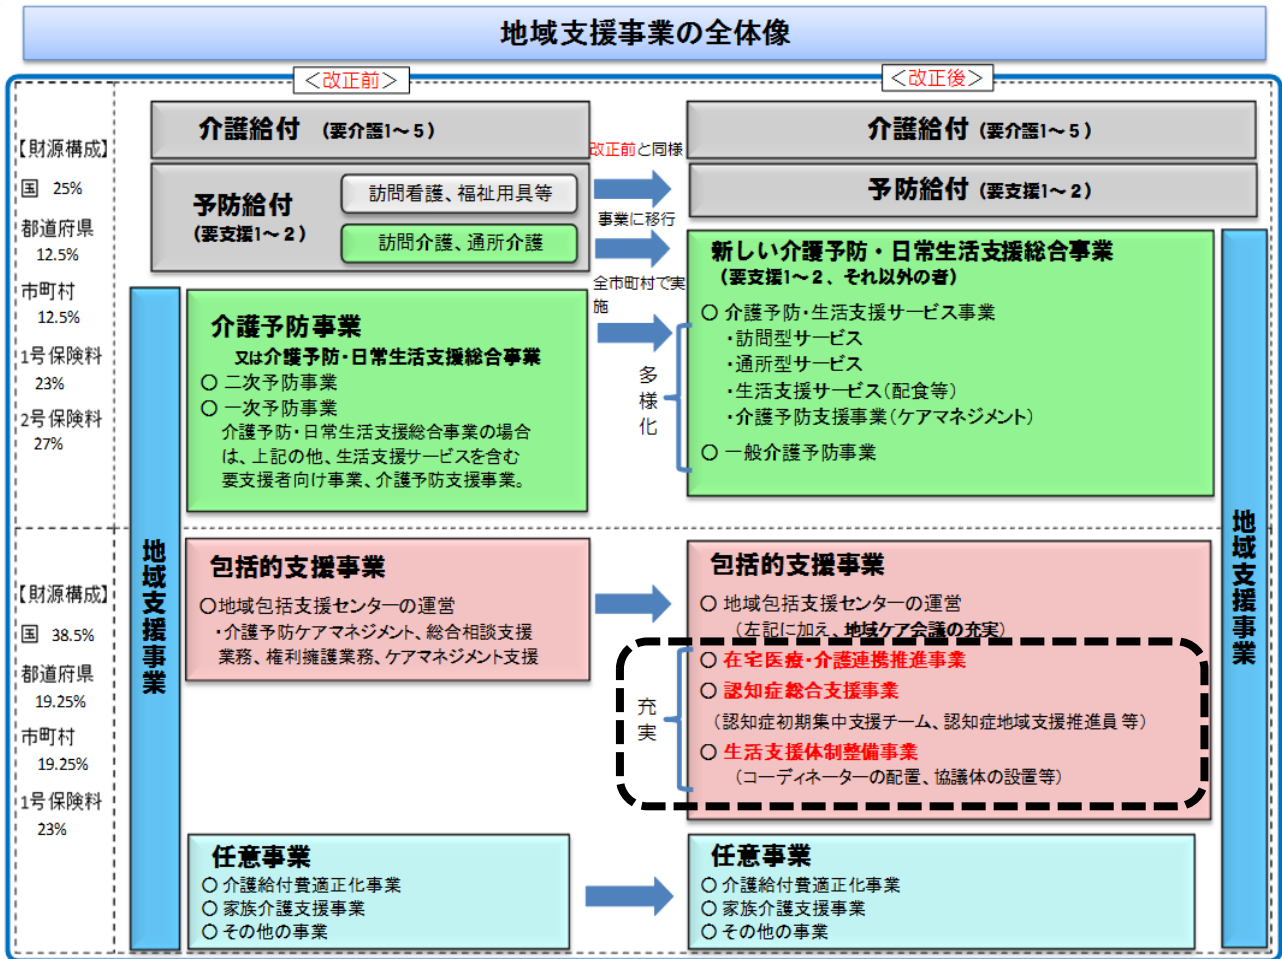 地域支援事業の全体像
＜改正前＞
＜改正後＞
【財源構成】
国 25%
都道府県
12.5%
市町村
12.5%
1号保険料
23%
2号保険料
27%
介護給付 （要介護1～5）
予防給付
（要支援1～2）
訪問看護、福祉用具等
訪問介護、通所介護
改正前と同様
事業に移行
全市町村で実
施
介護給付（要介護1～5）
予防給付（要支援1～2）
地域支援事業
介護予防事業
又は介護予防・日常生活支援総合事業
○ 二次予防事業
○ 一次予防事業
介護予防・日常生活支援総合事業の場合
は、上記の他、生活支援サービスを含む
要支援者向け事業、介護予防支援事業。
多
様
化
新しい介護予防・日常生活支援総合事業
（要支援1～2、それ以外の者）
○ 介護予防・生活支援サービス事業
・訪問型サービス
・通所型サービス
・生活支援サービス（配食等）
・介護予防支援事業（ケアマネジメント）
○ 一般介護予防事業
地域支援事業
【財源構成】
国 38.5%
都道府県
19.25%
市町村
19.25%
1号保険料
23%
包括的支援事業
○地域包括支援センターの運営
・介護予防ケアマネジメント、総合相談支援
業務、権利擁護業務、ケアマネジメント支援
充
実
包括的支援事業
○ 地域包括支援センターの運営
（左記に加え、地域ケア会議の充実）
○ 在宅医療・介護連携推進事業
○ 認知症総合支援事業
（認知症初期集中支援チーム、認知症地域支援推進員 等）
○ 生活支援体制整備事業
（コーディネーターの配置、協議体の設置等）
任意事業
○ 介護給付費適正化事業
○ 家族介護支援事業
○ その他の事業
任意事業
○ 介護給付費適正化事業
○ 家族介護支援事業
○ その他の事業